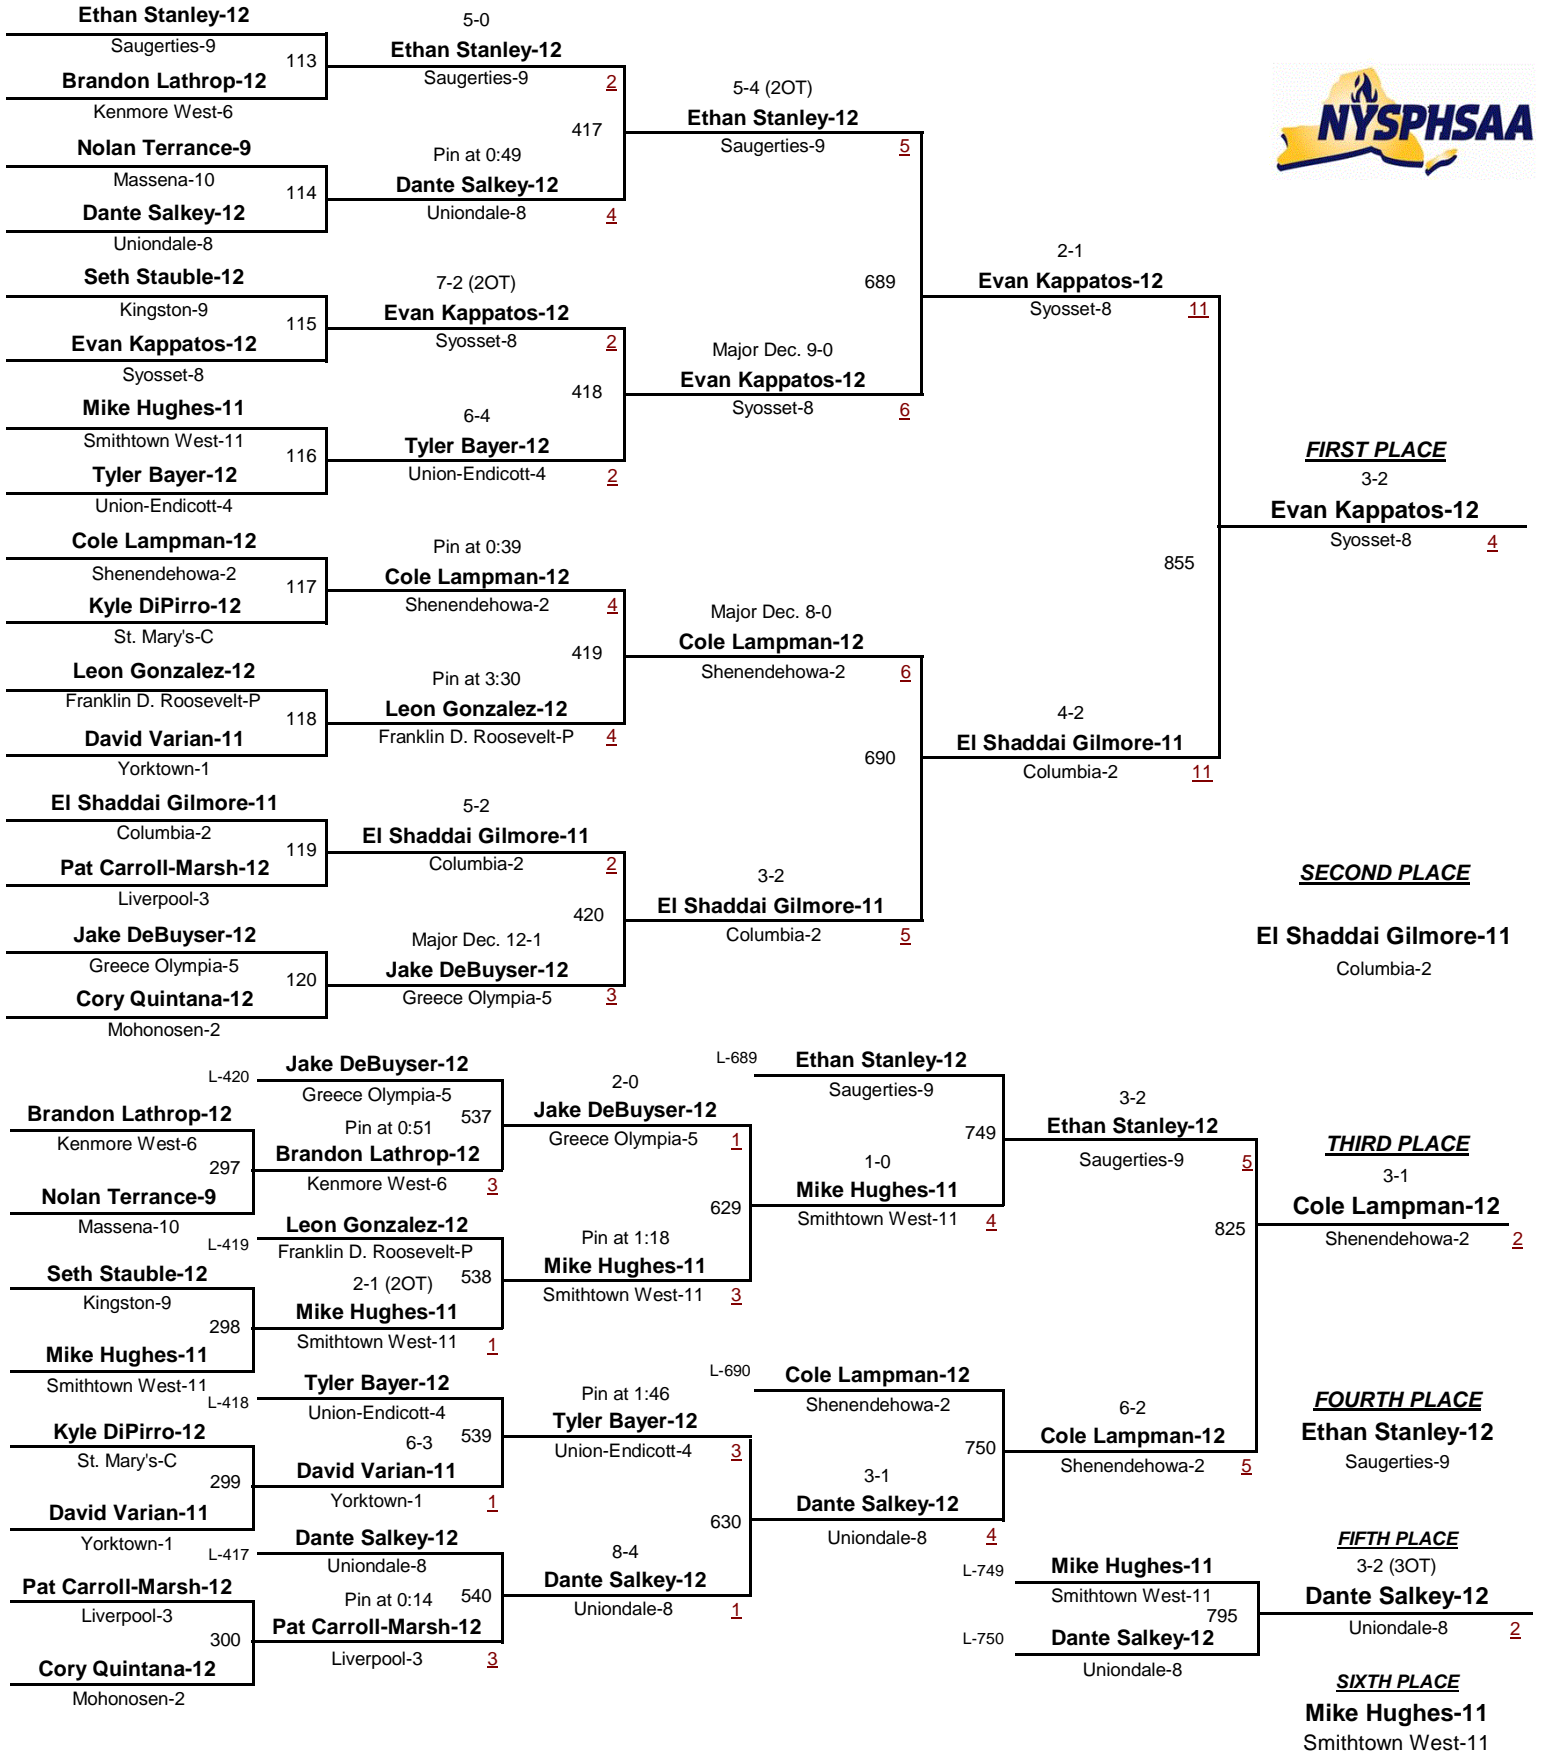 Ethan Stanley-12
Saugerties-9
113
Brandon Lathrop-12
Kenmore West-6
Nolan Terrance-9
Massena-10
114
Dante Salkey-12
Uniondale-8
Seth Stauble-12
Kingston-9
115
Evan Kappatos-12
Syosset-8
Mike Hughes-11
Smithtown West-11
116
Tyler Bayer-12
Union-Endicott-4
Cole Lampman-12
Shenendehowa-2
117
Kyle DiPirro-12
St. Mary's-C
Leon Gonzalez-12
Franklin D. Roosevelt-P
118
David Varian-11
Yorktown-1
El Shaddai Gilmore-11
Columbia-2
119
Pat Carroll-Marsh-12
Liverpool-3
Jake DeBuyser-12
Greece Olympia-5
120
Cory Quintana-12
Mohonosen-2
5-0
Ethan Stanley-12
Saugerties-9
2
417
Pin at 0:49
Dante Salkey-12
Uniondale-8
4
7-2 (2OT)
Evan Kappatos-12
Syosset-8
2
418
6-4
Tyler Bayer-12
Union-Endicott-4
2
Pin at 0:39
Cole Lampman-12
Shenendehowa-2
4
419
Pin at 3:30
Leon Gonzalez-12
Franklin D. Roosevelt-P
4
5-2
El Shaddai Gilmore-11
Columbia-2
2
420
Major Dec. 12-1
Jake DeBuyser-12
Greece Olympia-5
3
5-4 (2OT)
Ethan Stanley-12
Saugerties-9
5
689
Major Dec. 9-0
Evan Kappatos-12
Syosset-8
6
Major Dec. 8-0
Cole Lampman-12
Shenendehowa-2
6
690
3-2
El Shaddai Gilmore-11
Columbia-2
5
2-1
Evan Kappatos-12
Syosset-8
11
855
4-2
El Shaddai Gilmore-11
Columbia-2
11
NYSPHSAA
FIRST PLACE
3-2
Evan Kappatos-12
Syosset-8
4
SECOND PLACE
El Shaddai Gilmore-11
Columbia-2
Brandon Lathrop-12
Kenmore West-6
297
Nolan Terrance-9
Massena-10
Seth Stauble-12
Kingston-9
298
Mike Hughes-11
Smithtown West-11
Kyle DiPirro-12
St. Mary's-C
299
David Varian-11
Yorktown-1
Pat Carroll-Marsh-12
Liverpool-3
300
Cory Quintana-12
Mohonosen-2
L-420
Jake DeBuyser-12
Greece Olympia-5
537
Pin at 0:51
Brandon Lathrop-12
Kenmore West-6
3
L-419
Leon Gonzalez-12
Franklin D. Roosevelt-P
538
2-1 (2OT)
Mike Hughes-11
Smithtown West-11
1
L-418
Tyler Bayer-12
Union-Endicott-4
539
6-3
David Varian-11
Yorktown-1
1
L-417
Dante Salkey-12
Uniondale-8
540
Pin at 0:14
Pat Carroll-Marsh-12
Liverpool-3
3
2-0
Jake DeBuyser-12
Greece Olympia-5
1
629
Pin at 1:18
Mike Hughes-11
Smithtown West-11
3
Pin at 1:46
Tyler Bayer-12
Union-Endicott-4
3
630
8-4
Dante Salkey-12
Uniondale-8
1
L-689
Ethan Stanley-12
Saugerties-9
749
1-0
Mike Hughes-11
Smithtown West-11
4
L-690
Cole Lampman-12
Shenendehowa-2
750
3-1
Dante Salkey-12
Uniondale-8
4
3-2
Ethan Stanley-12
Saugerties-9
5
825
6-2
Cole Lampman-12
Shenendehowa-2
5
L-749
Mike Hughes-11
Smithtown West-11
795
L-750
Dante Salkey-12
Uniondale-8
THIRD PLACE
3-1
Cole Lampman-12
Shenendehowa-2
2
FOURTH PLACE
Ethan Stanley-12
Saugerties-9
FIFTH PLACE
3-2 (3OT)
Dante Salkey-12
Uniondale-8
2
SIXTH PLACE
Mike Hughes-11
Smithtown West-11